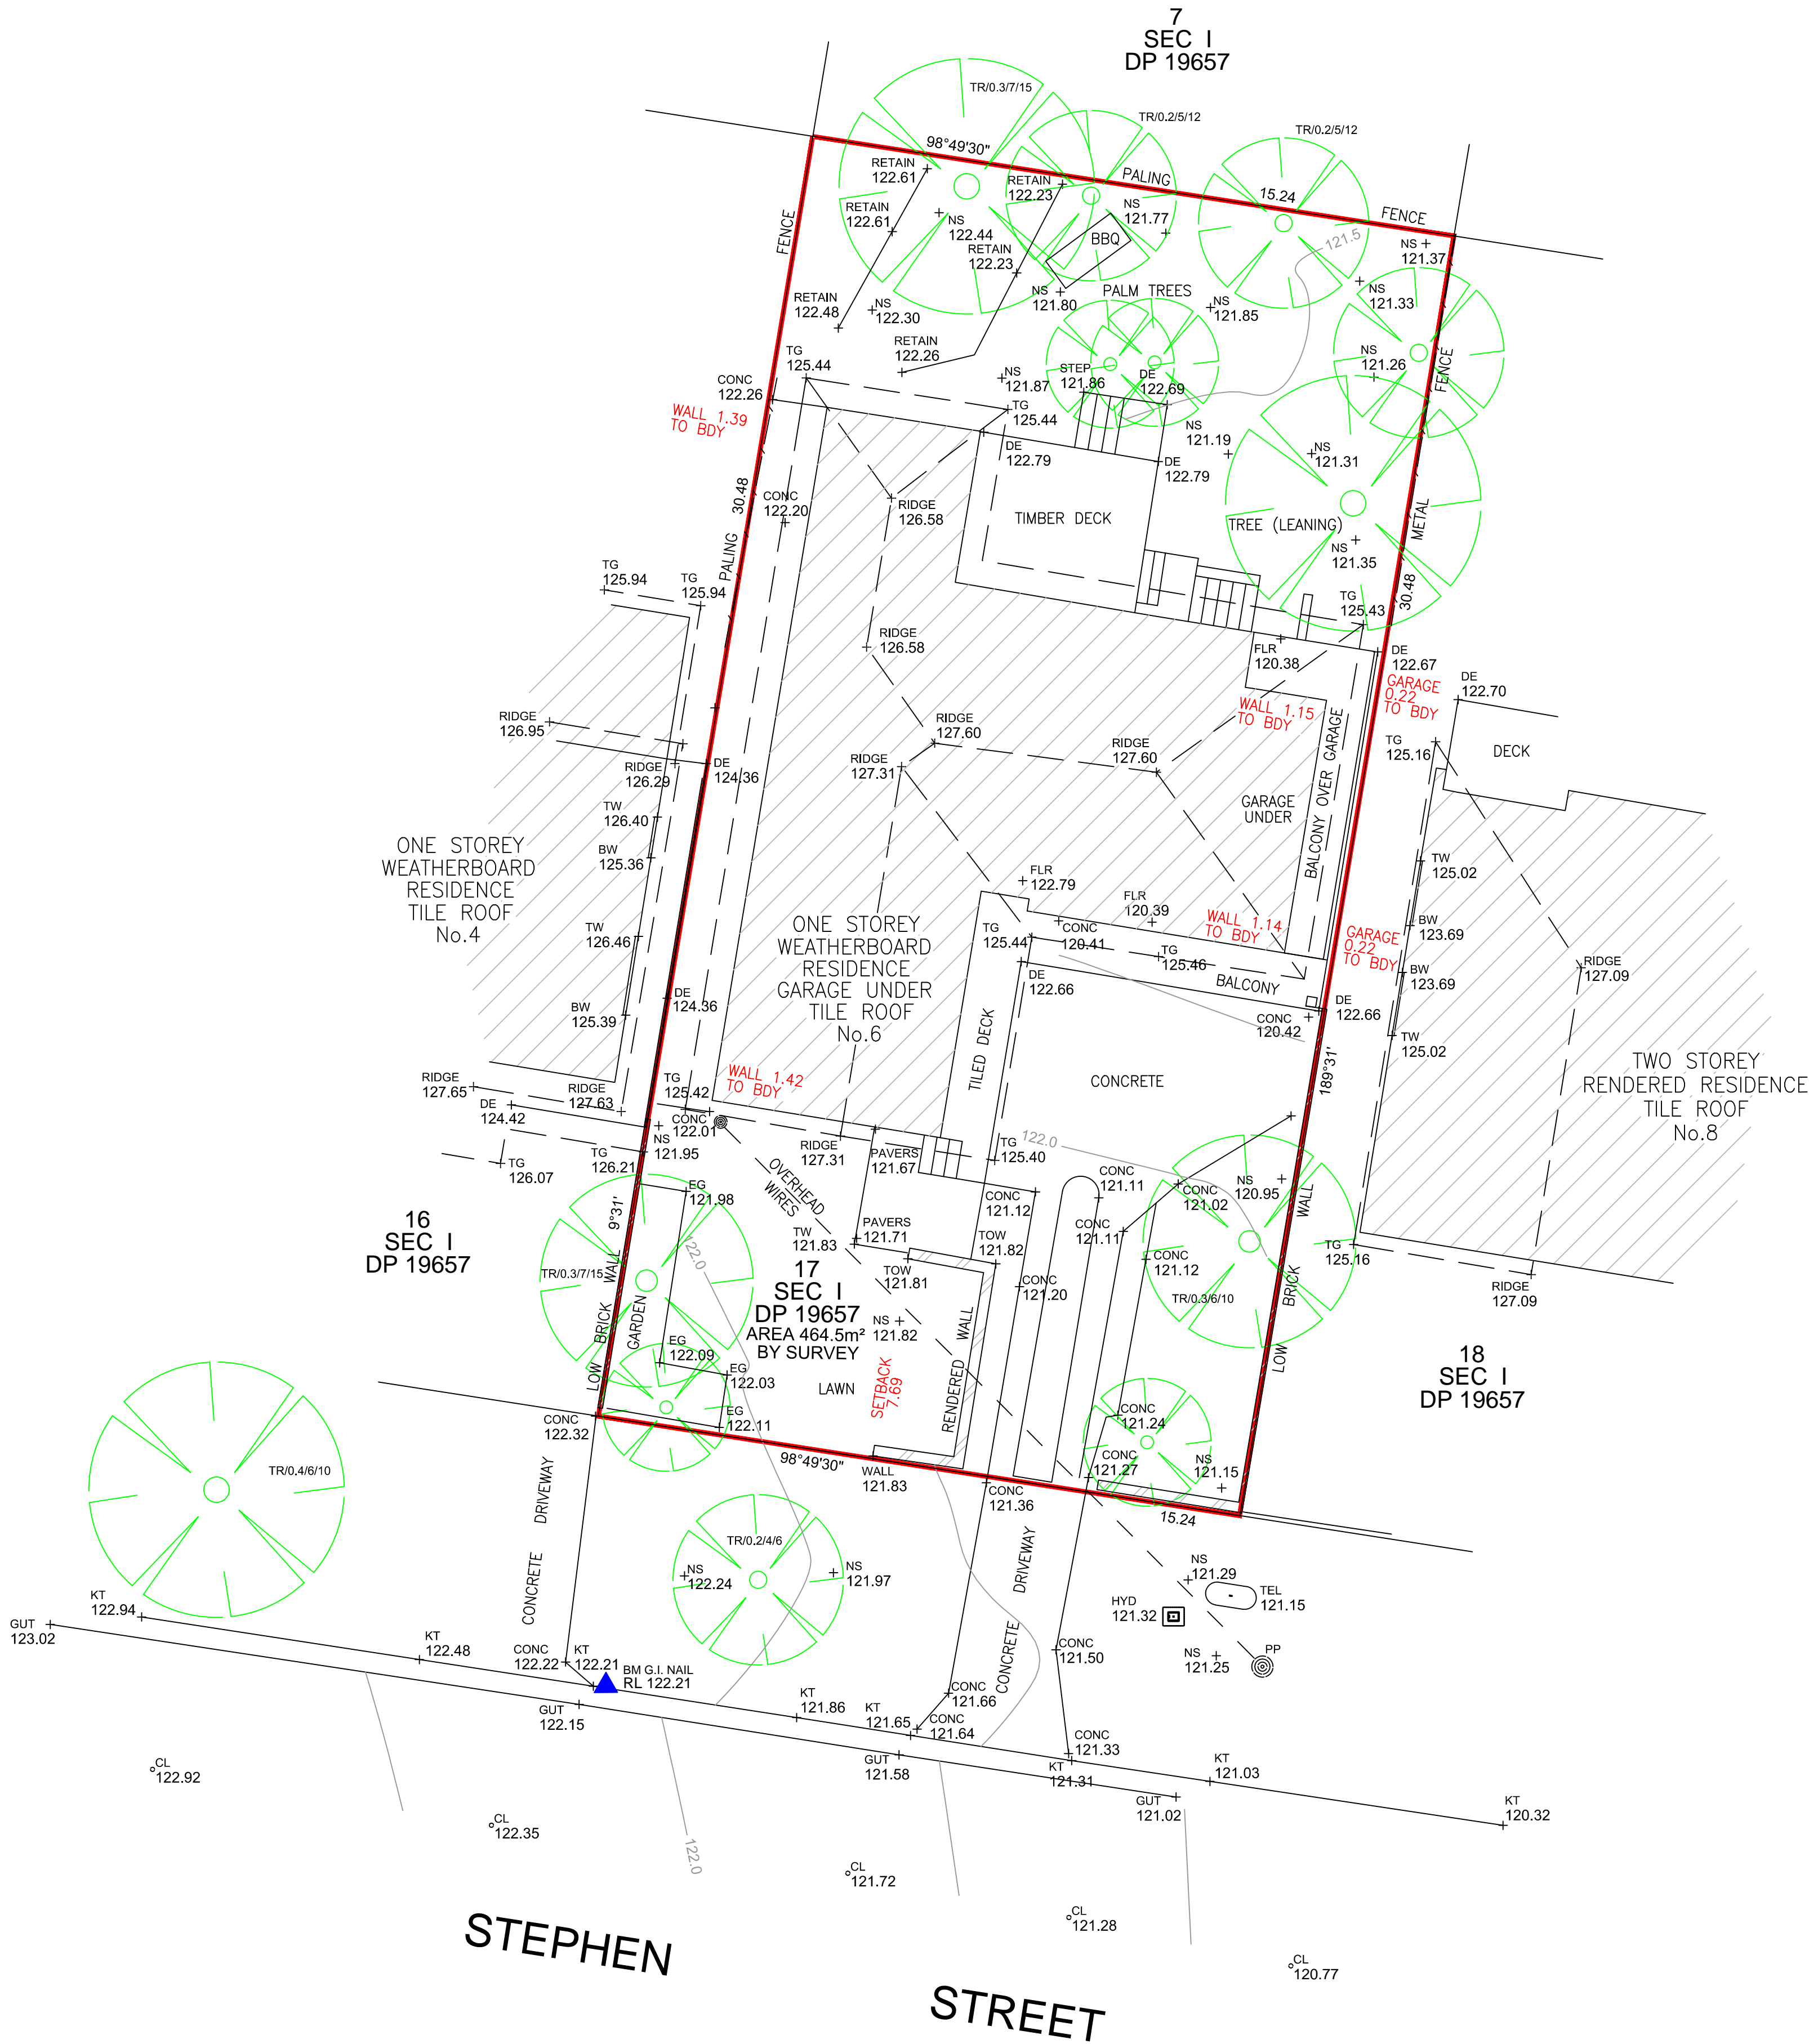 7
SEC I
DP 19657
TR/0.3/7/15
TR/0.2/5/12
TR/0.2/5/12
98°49'30"
PALING
15.24
FENCE
RETAIN
122.61
RETAIN
122.23
RETAIN
122.61
NS
122.44
NS
121.77
BBQ
121.5
NS
121.37
FENCE
RETAIN
122.23
NS
121.80
PALM TREES
NS
121.85
NS
121.33
RETAIN
122.48
NS
122.30
RETAIN
122.26
TG
125.44
CONC
122.26
NS
121.87
STEP
121.86
DE
122.69
NS
121.26
FENCE
WALL 1.39
TO BDY
TG
125.44
DE
122.79
DE
122.79
NS
121.19
NS
121.31
30.48
CONC
122.20
RIDGE
126.58
TIMBER DECK
TREE (LEANING)
METAL
NS
121.35
PALING
TG
125.94
TG
125.94
TG
125.43
30.48
RIDGE
126.58
FLR
120.38
DE
122.67
GARAGE
0.22
TO BDY
DE
122.70
WALL 1.15
TO BDY
RIDGE
126.95
RIDGE
127.60
RIDGE
127.60
TG
125.16
DECK
RIDGE
126.29
DE
124.36
RIDGE
127.31
BALCONY OVER GARAGE
GARAGE
UNDER
TW
126.40
BW
125.36
ONE STOREY
WEATHERBOARD
RESIDENCE
TILE ROOF
No.4
TW
125.02
FLR
122.79
FLR
120.39
WALL 1.14
TO BDY
GARAGE
0.22
TO BDY
BW
123.69
TW
126.46
ONE STOREY
WEATHERBOARD
RESIDENCE
GARAGE UNDER
TILE ROOF
No.6
TG
125.44
CONC
120.41
TG
125.46
BW
123.69
RIDGE
127.09
DE
124.36
DE
122.66
BALCONY
BW
125.39
CONC
120.42
DE
122.66
TW
125.02
TILED DECK
CONCRETE
189°31'
TWO STOREY
RENDERED RESIDENCE
TILE ROOF
No.8
RIDGE
127.65
RIDGE
127.63
TG
125.42
WALL 1.42
TO BDY
DE
124.42
CONC
122.01
NS
121.95
122.0
TG
126.07
TG
126.21
RIDGE
127.31
PAVERS
121.67
TG
125.40
OVERHEAD
WIRES
EG
121.98
CONC
121.12
CONC
121.11
CONC
121.02
NS
120.95
WALL
16
SEC I
DP 19657
9°31'
TW
121.83
PAVERS
121.71
TOW
121.82
CONC
121.11
CONC
121.12
TG
125.16
WALL
122.0
TR/0.3/7/15
17
SEC I
DP 19657
AREA 464.5m²
BY SURVEY
TOW
121.81
CONC
121.20
TR/0.3/6/10
BRICK
RIDGE
127.09
BRICK
GARDEN
NS
121.82
WALL
LOW
EG
122.09
EG
122.03
LAWN
SETBACK
7.69
RENDERED
LOW
18
SEC I
DP 19657
CONC
122.32
EG
122.11
CONC
121.24
TR/0.4/6/10
98°49'30"
WALL
121.83
CONC
121.36
CONC
121.27
NS
121.15
15.24
DRIVEWAY
CONCRETE
TR/0.2/4/6
NS
122.24
NS
121.97
DRIVEWAY
CONCRETE
NS
121.29
TEL
121.15
HYD
121.32
KT
122.94
GUT
123.02
KT
122.48
CONC
122.22
KT
122.21
BM G.I. NAIL
RL 122.21
CONC
121.50
NS
121.25
PP
CONC
121.66
GUT
122.15
KT
121.86
KT
121.65
CONC
121.64
CONC
121.33
GUT
121.58
KT
121.31
KT
121.03
GUT
121.02
KT
120.32
CL
122.92
CL
122.35
122.0
CL
121.72
CL
121.28
CL
120.77
STEPHEN
STREET